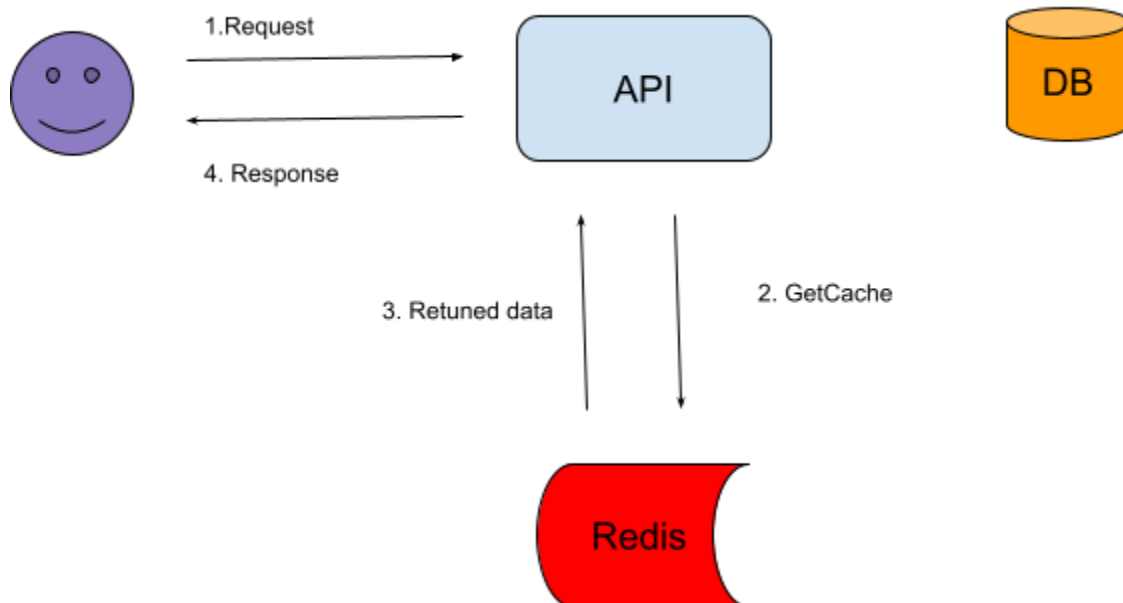 1.Request
API
DB
4. Response
3. Retuned data
2. GetCache
Redis